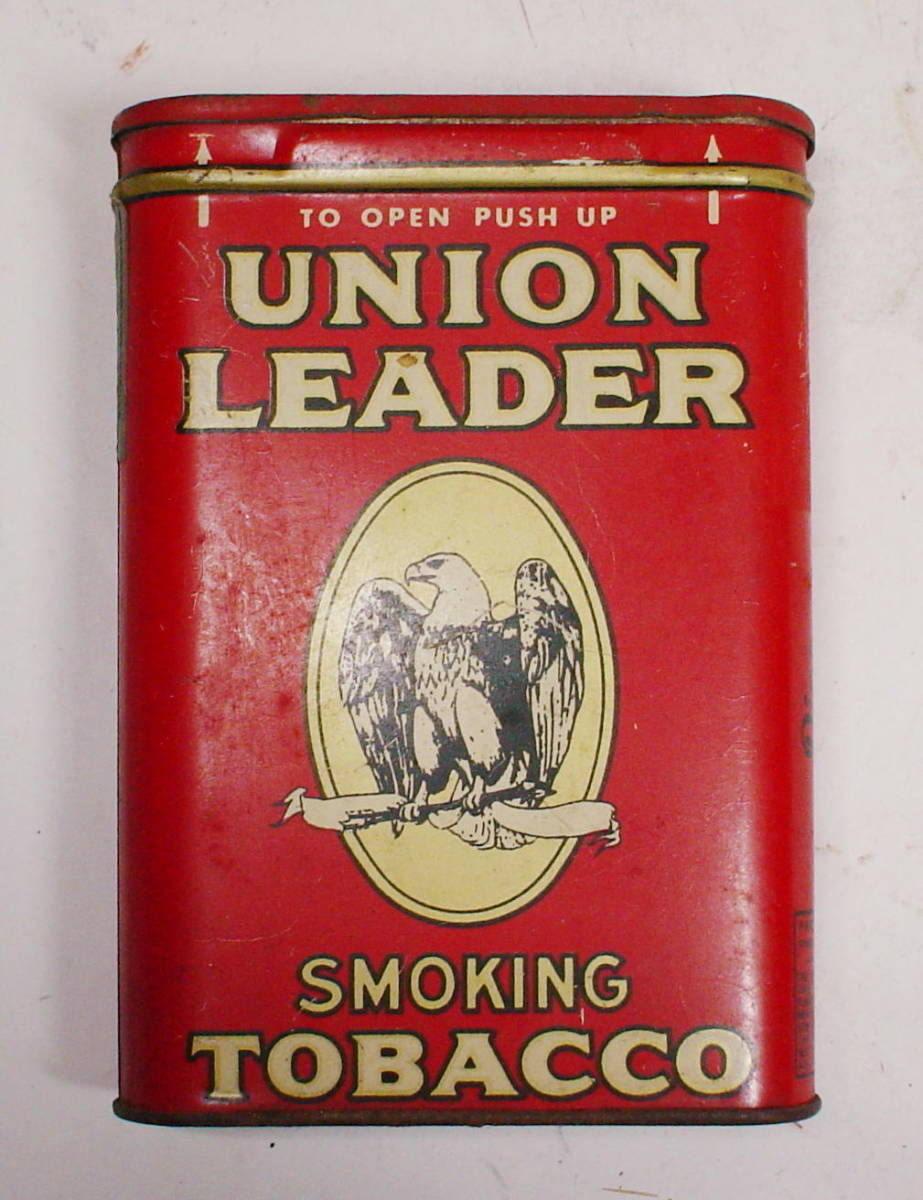 TO OPEN PUSH UP
UNION
LEADER
SMOKING
TOBACCO